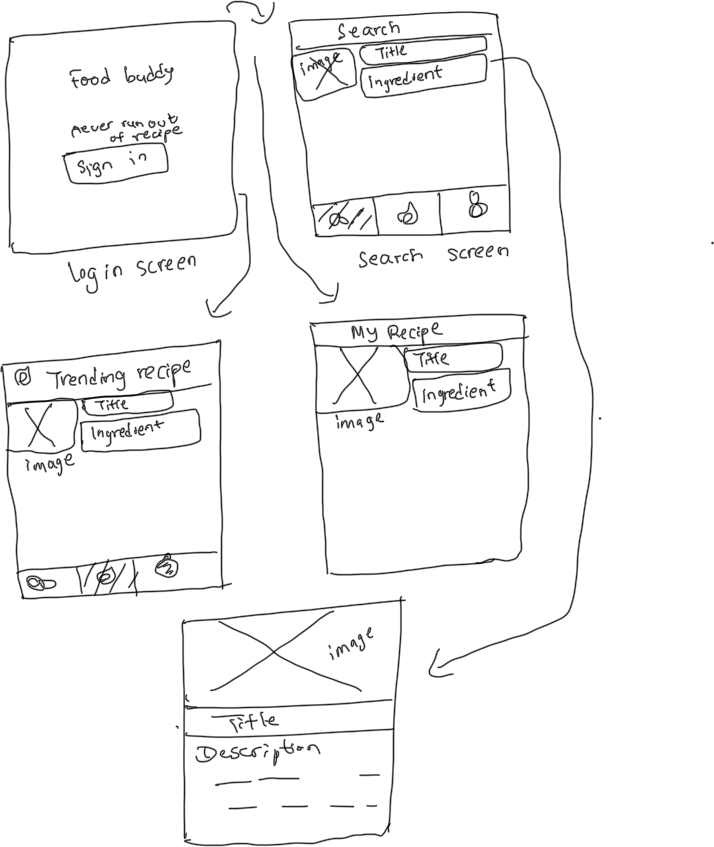 Food buddy
never run out
of recipe
Sign in
Log in screen
Search
image
Title
Ingredient
Search screen
Trending recipe
Title
Ingredient
image
My Recipe
Title
Ingredient
image
image
Title
Description